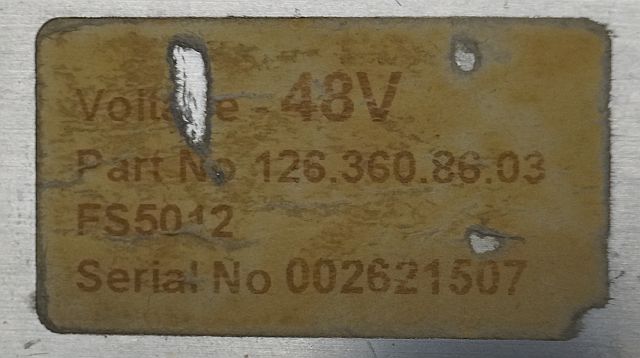 Voltage - 48V
Part No 126.360.86.03
FS5012
Serial No 002621507